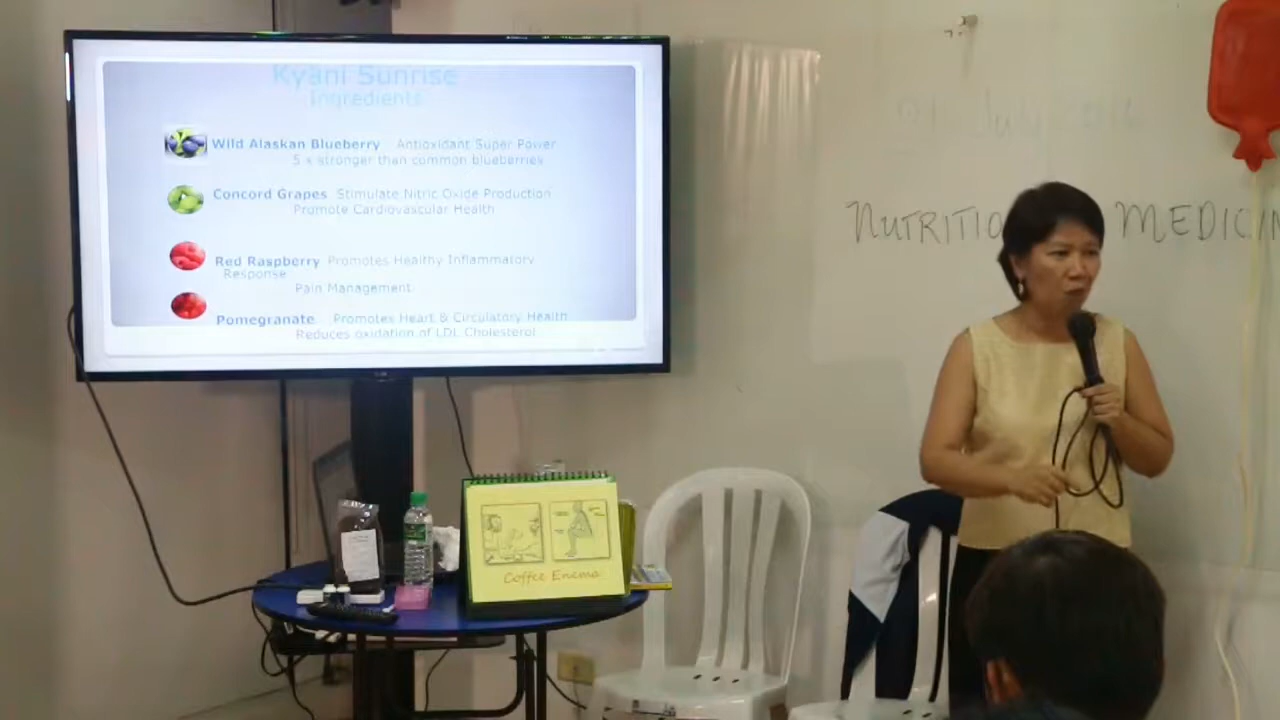 Kyäni Sunrise
Ingredients
Wild Alaskan Blueberry Antioxidant Super Power
5 x stronger than common blueberries
Concord Grapes Stimulate Nitric Oxide Production
Promote Cardiovascular Health
Red Raspberry Promotes Healthy Inflammatory
Response
Pain Management
Pomegranate Promotes Heart & Circulatory Health
Reduces oxidation of LDL Cholesterol
NUTRITIO MEDICIN
Coffee Enema